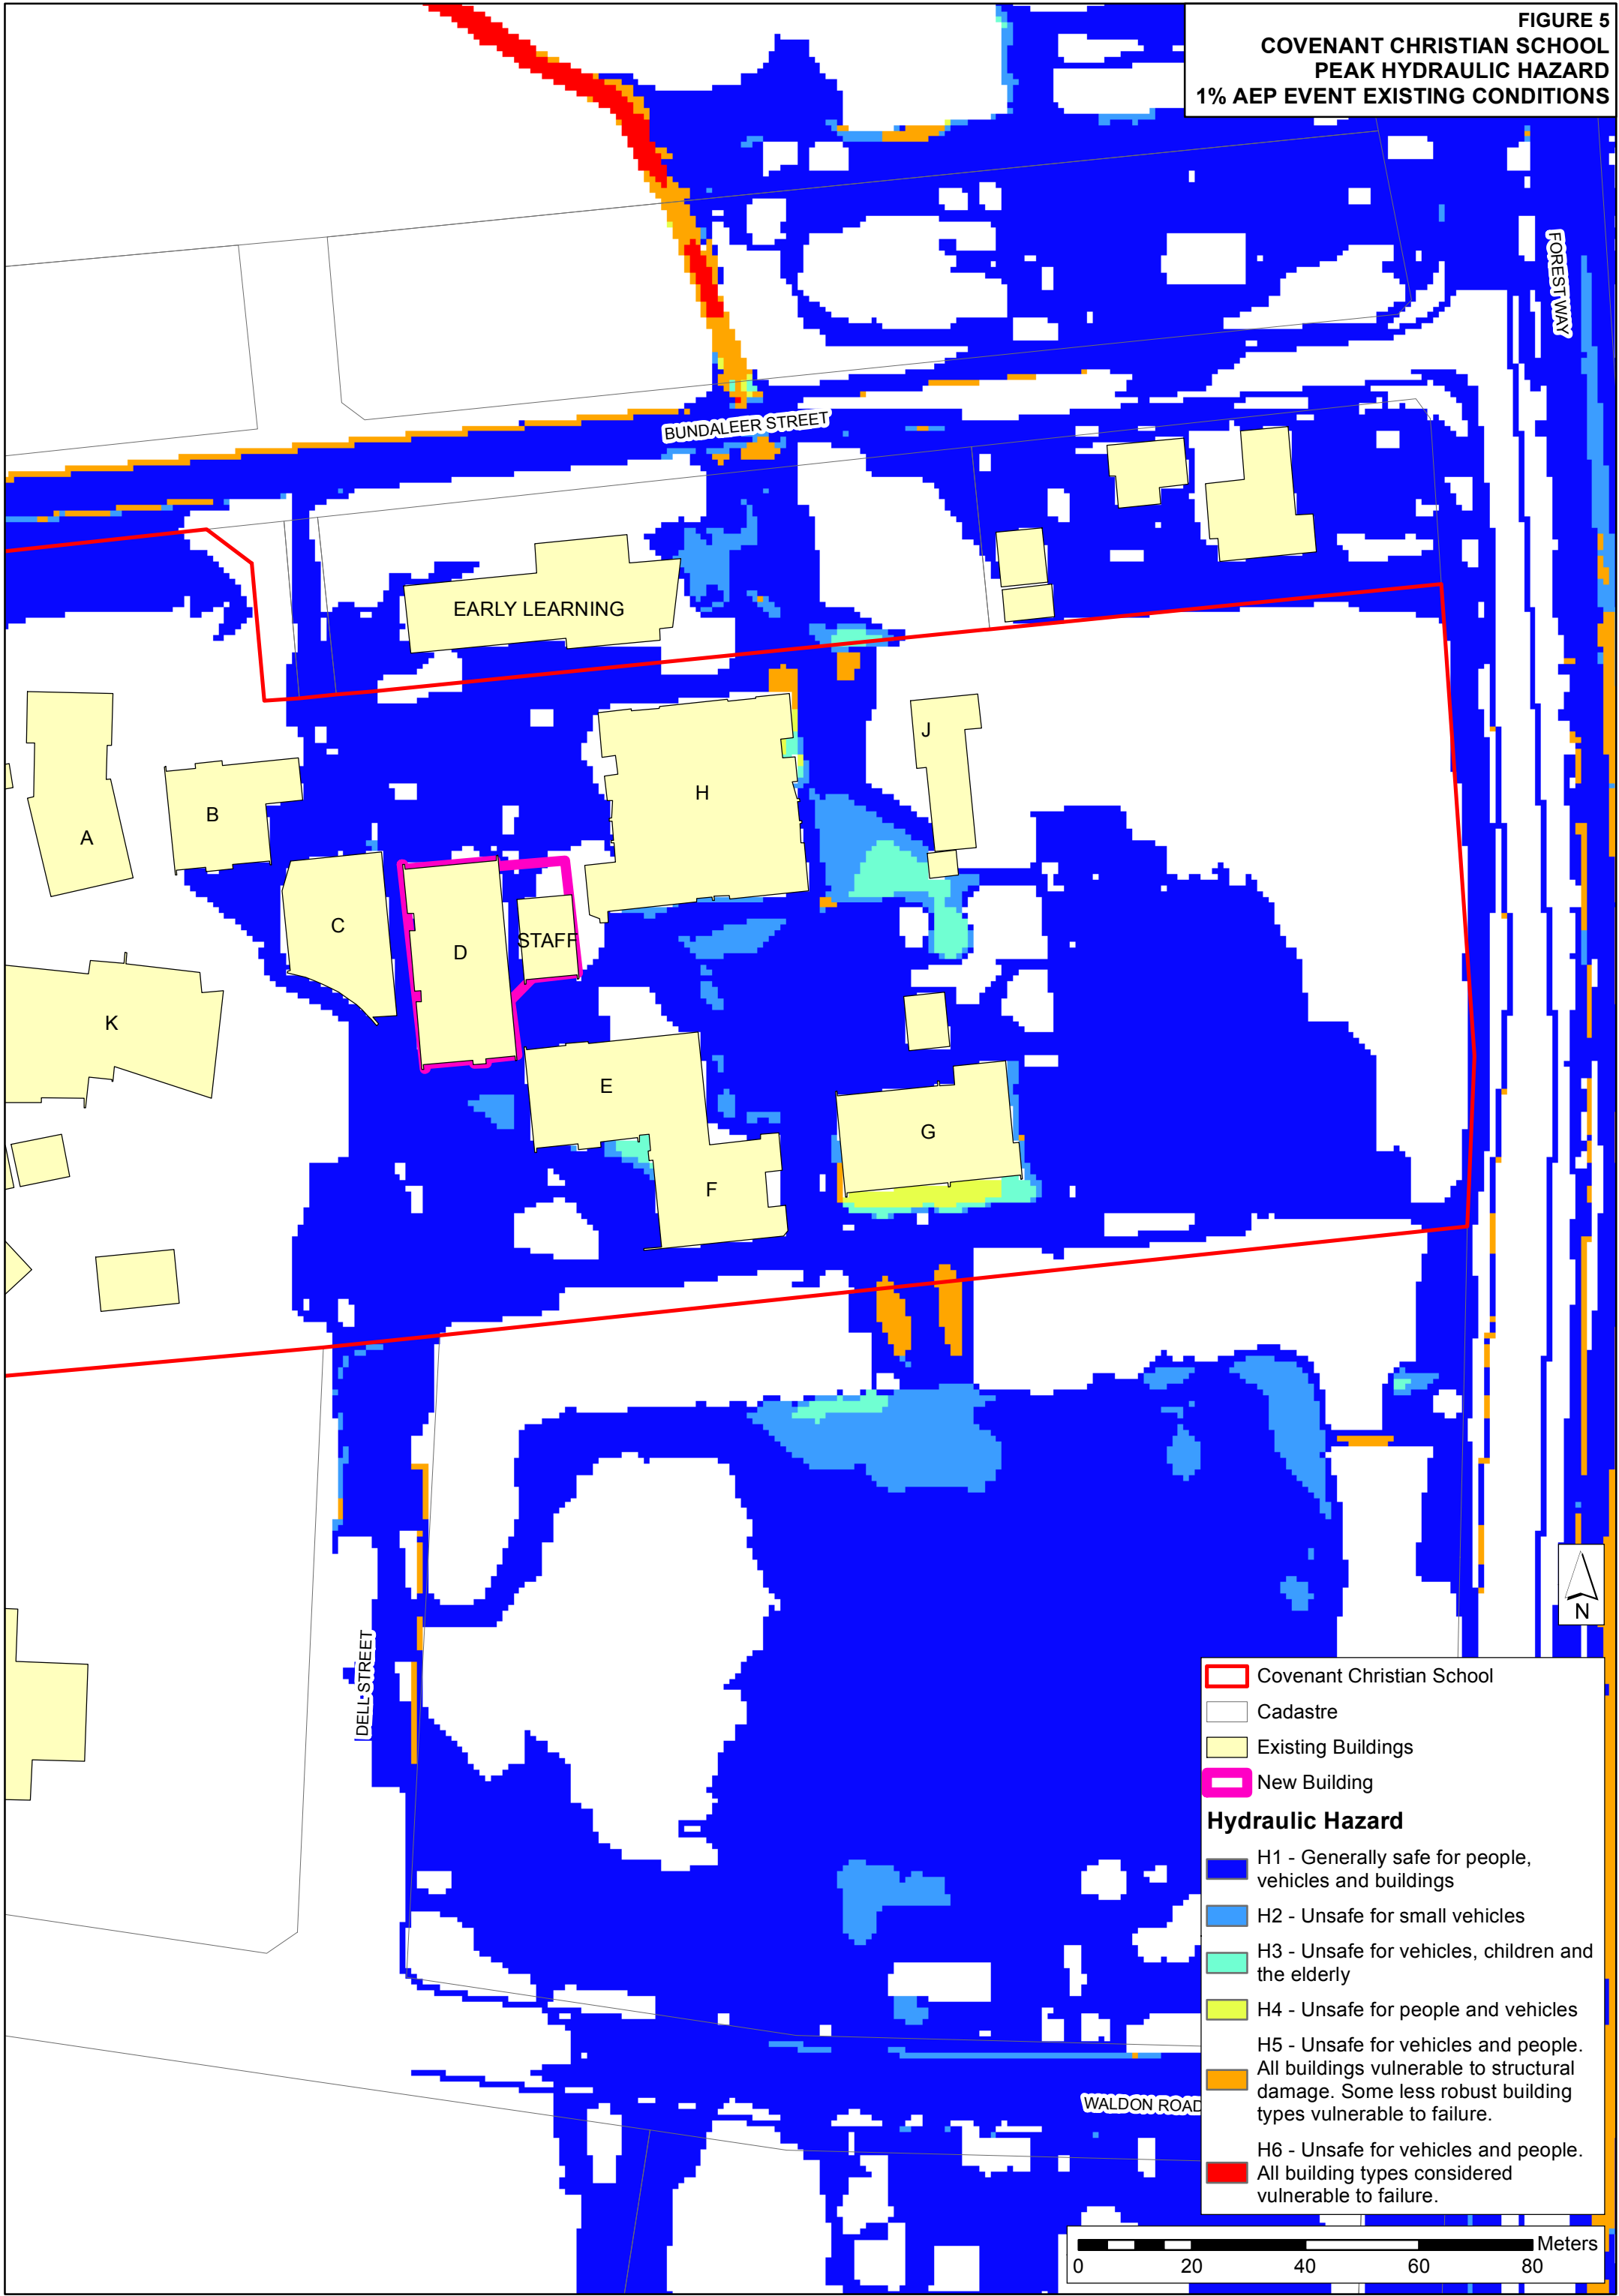 FIGURE 5
COVENANT CHRISTIAN SCHOOL
PEAK HYDRAULIC HAZARD
1% AEP EVENT EXISTING CONDITIONS
FOREST WAY
BUNDALEER STREET
EARLY LEARNING
J
H
B
A
C
D
STAFF
K
E
G
F
DELL STREET
N
Covenant Christian School
Cadastre
Existing Buildings
New Building
Hydraulic Hazard
H1 - Generally safe for people,
vehicles and buildings
H2 - Unsafe for small vehicles
H3 - Unsafe for vehicles, children and
the elderly
H4 - Unsafe for people and vehicles
H5 - Unsafe for vehicles and people.
All buildings vulnerable to structural
damage. Some less robust building
types vulnerable to failure.
H6 - Unsafe for vehicles and people.
All building types considered
vulnerable to failure.
WALDON ROAD
Meters
0 20 40 60 80